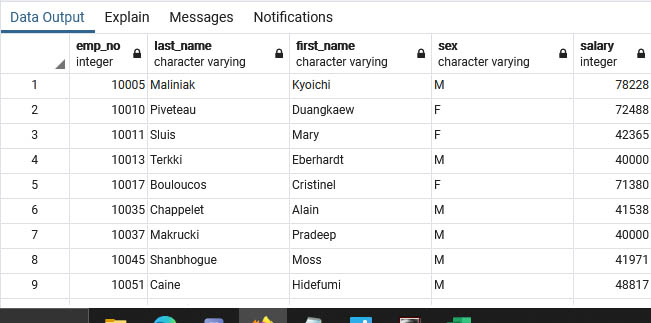 Data Output Explain Messages Notifications
emp_no last_name first_name sex salary
integer character varying character varying character varying integer
1 10005 Maliniak Kyoichi M 78228
2 10010 Piveteau Duangkaew F 72488
3 10011 Sluis Mary F 42365
4 10013 Terkki Eberhardt M 40000
5 10017 Bouloucos Cristinel F 71380
6 10035 Chappelet Alain M 41538
7 10037 Makrucki Pradeep M 40000
8 10045 Shanbhogue Moss M 41971
9 10051 Caine Hidefumi M 48817